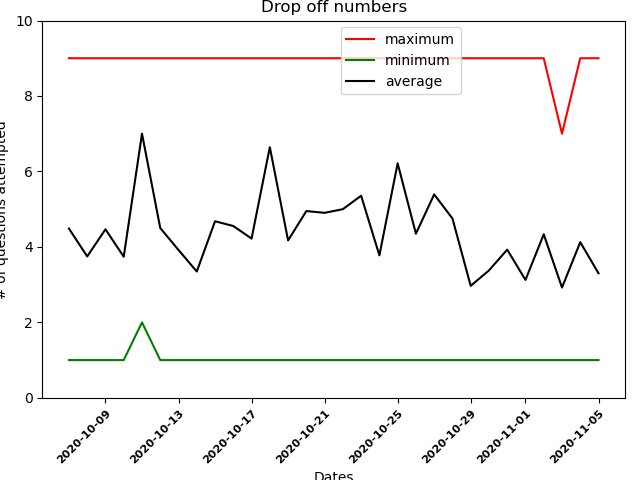 Drop off numbers
10
8
6
4
2
0
# of questions attempted
maximum
minimum
average
2020-10-09
2020-10-13
2020-10-17
2020-10-21
2020-10-25
2020-10-29
2020-11-01
2020-11-05
Dates